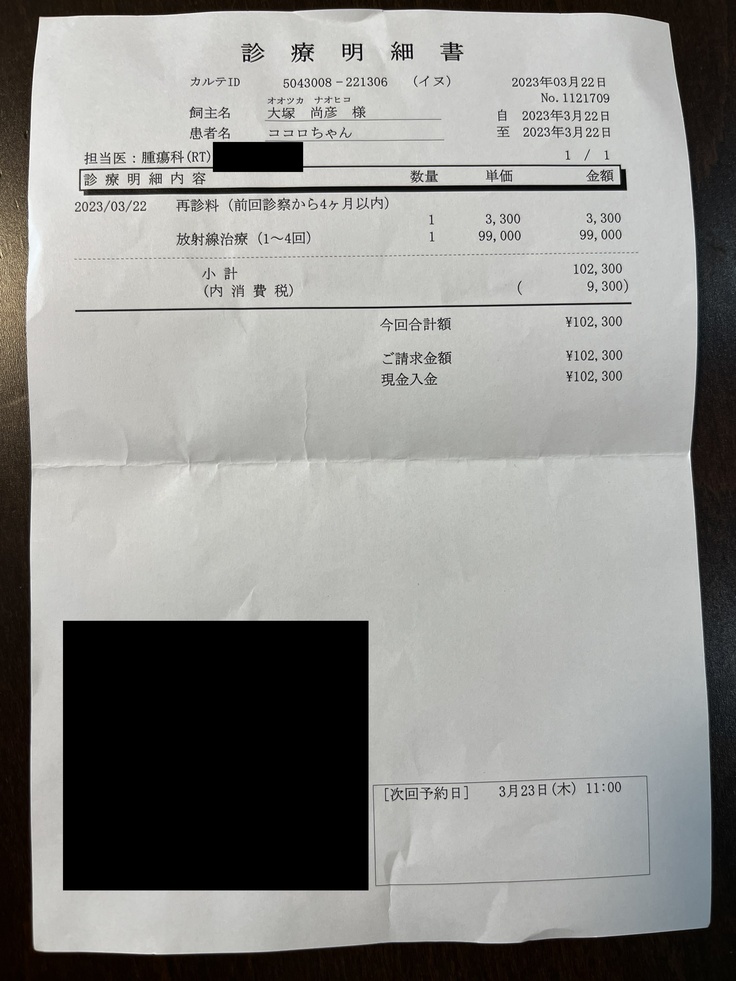 診療明細書
カルテID 5043008-221306 (イヌ) 2023年03月22日
No.1121709
オオツカ ナオヒコ
飼主名 大塚 尚彦 様 自 2023年3月22日
患者名 ココロちゃん 至 2023年3月22日
担当医:腫瘍科(RT) 1 / 1
診療明細内容 数量 単価 金額
2023/03/22 再診料 (前回診察から4ヶ月以内)
1 3,300 3,300
放射線治療 (1～4回) 1 99,000 99,000
小計 102,300
(内消費税) ( 9,300)
今回合計額 ¥102,300
ご請求金額 ¥102,300
現金入金 ¥102,300
[次回予約日] 3月23日(木) 11:00